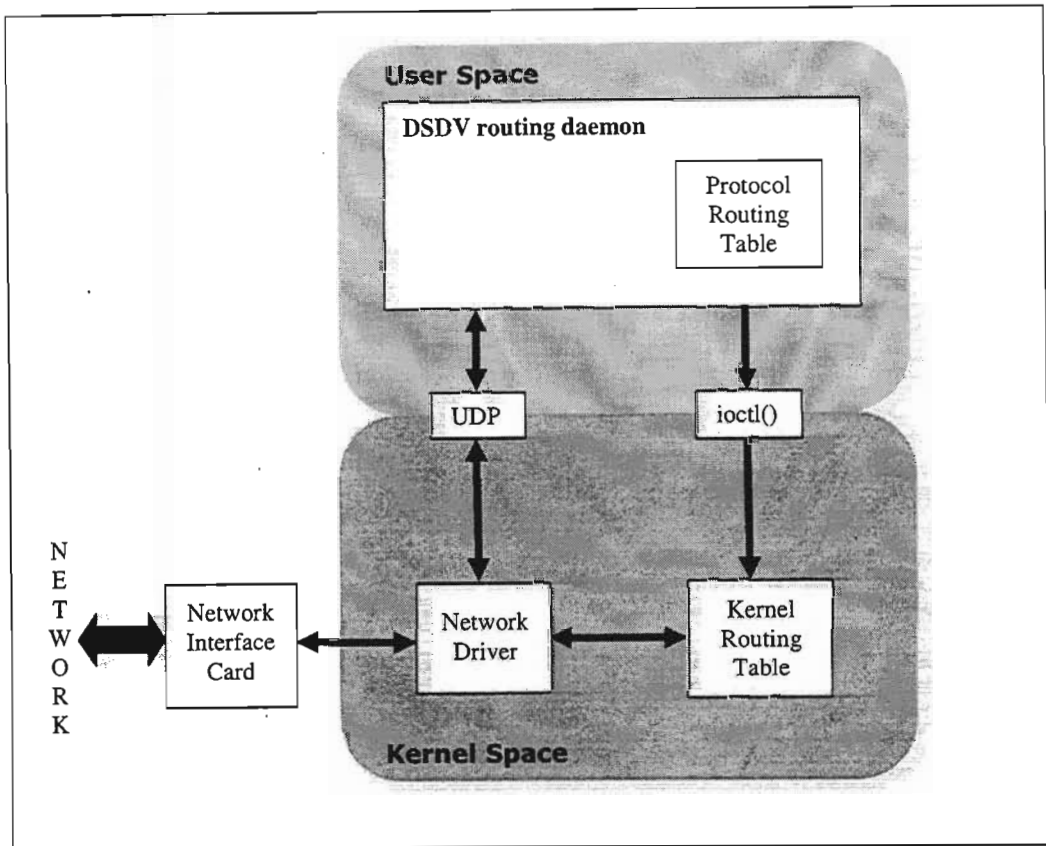 User Space
DSDV routing daemon
Protocol
Routing
Table
UDP
ioctl()
NETWORK
Network
Interface
Card
Network
Driver
Kernel
Routing
Table
Kernel Space